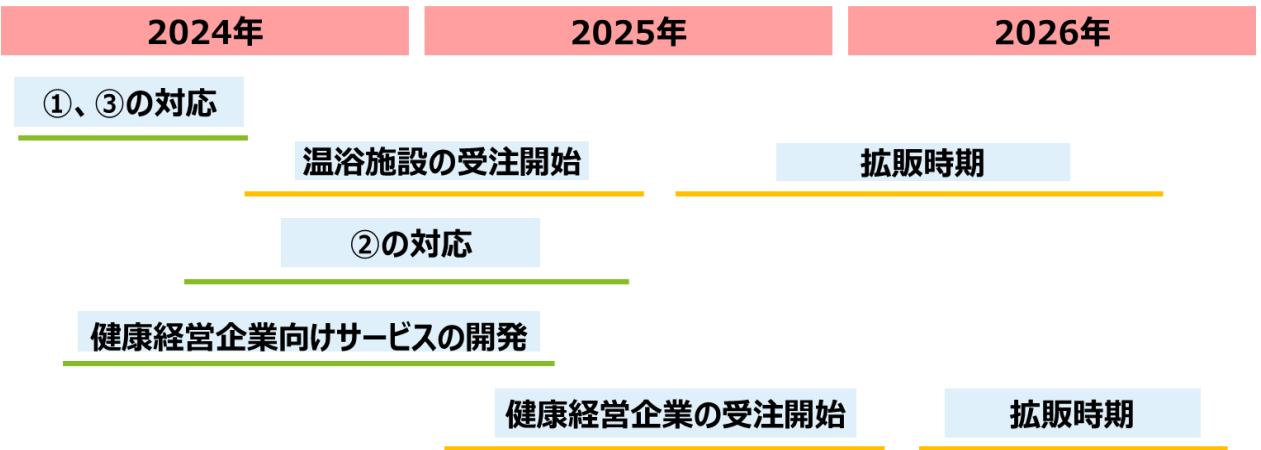 2024年 2025年 2026年
①、③の対応
温浴施設の受注開始 拡販時期
②の対応
健康経営企業向けサービスの開発
健康経営企業の受注開始 拡販時期